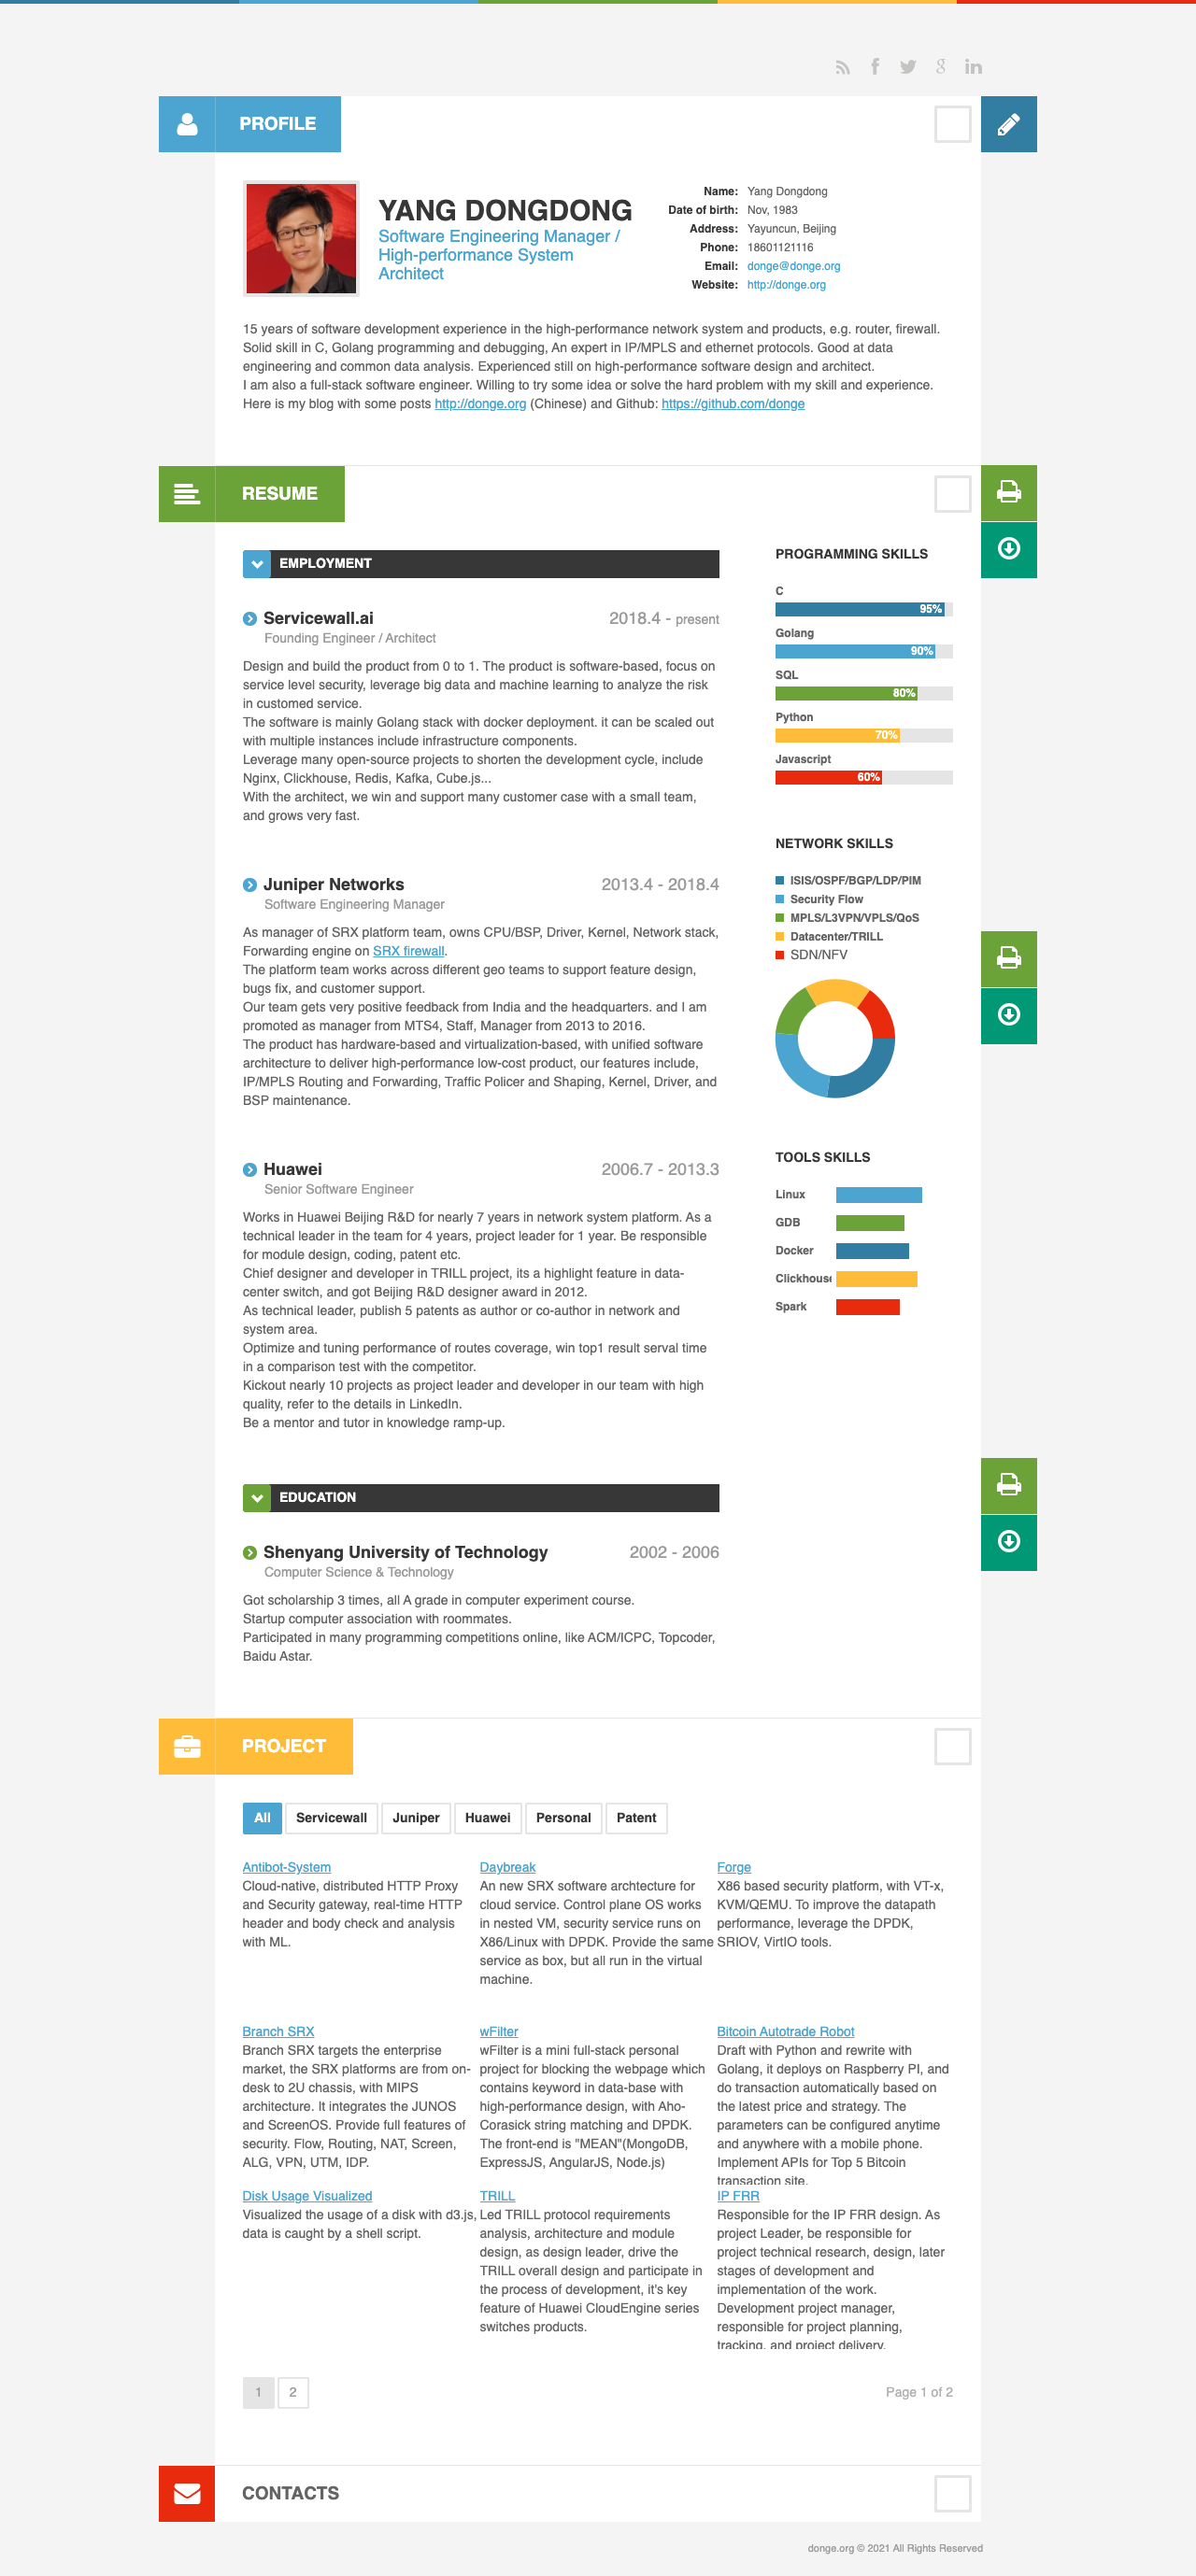 PROFILE
YANG DONGDONG
Software Engineering Manager /
High-performance System
Architect
Name: Yang Dongdong
Date of birth: Nov, 1983
Address: Yayuncun, Beijing
Phone: 18601121116
Email: donge@donge.org
Website: http://donge.org
15 years of software development experience in the high-performance network system and products, e.g. router, firewall.
Solid skill in C, Golang programming and debugging, An expert in IP/MPLS and ethernet protocols. Good at data
engineering and common data analysis. Experienced still on high-performance software design and architect.
I am also a full-stack software engineer. Willing to try some idea or solve the hard problem with my skill and experience.
Here is my blog with some posts http://donge.org (Chinese) and Github: https://github.com/donge
RESUME
EMPLOYMENT
Servicewall.ai 2018.4 - present
Founding Engineer / Architect
Design and build the product from 0 to 1. The product is software-based, focus on
service level security, leverage big data and machine learning to analyze the risk
in customed service.
The software is mainly Golang stack with docker deployment. it can be scaled out
with multiple instances include infrastructure components.
Leverage many open-source projects to shorten the development cycle, include
Nginx, Clickhouse, Redis, Kafka, Cube.js...
With the architect, we win and support many customer case with a small team,
and grows very fast.
Juniper Networks 2013.4 - 2018.4
Software Engineering Manager
As manager of SRX platform team, owns CPU/BSP, Driver, Kernel, Network stack,
Forwarding engine on SRX firewall.
The platform team works across different geo teams to support feature design,
bugs fix, and customer support.
Our team gets very positive feedback from India and the headquarters. and I am
promoted as manager from MTS4, Staff, Manager from 2013 to 2016.
The product has hardware-based and virtualization-based, with unified software
architecture to deliver high-performance low-cost product, our features include,
IP/MPLS Routing and Forwarding, Traffic Policer and Shaping, Kernel, Driver, and
BSP maintenance.
Huawei 2006.7 - 2013.3
Senior Software Engineer
Works in Huawei Beijing R&D for nearly 7 years in network system platform. As a
technical leader in the team for 4 years, project leader for 1 year. Be responsible
for module design, coding, patent etc.
Chief designer and developer in TRILL project, its a highlight feature in data-
center switch, and got Beijing R&D designer award in 2012.
As technical leader, publish 5 patents as author or co-author in network and
system area.
Optimize and tuning performance of routes coverage, win top1 result serval time
in a comparison test with the competitor.
Kickout nearly 10 projects as project leader and developer in our team with high
quality, refer to the details in LinkedIn.
Be a mentor and tutor in knowledge ramp-up.
EDUCATION
Shenyang University of Technology 2002 - 2006
Computer Science & Technology
Got scholarship 3 times, all A grade in computer experiment course.
Startup computer association with roommates.
Participated in many programming competitions online, like ACM/ICPC, Topcoder,
Baidu Astar.
PROGRAMMING SKILLS
C
95%
Golang
90%
SQL
80%
Python
70%
Javascript
60%
NETWORK SKILLS
ISIS/OSPF/BGP/LDP/PIM
Security Flow
MPLS/L3VPN/VPLS/QoS
Datacenter/TRILL
SDN/NFV
TOOLS SKILLS
Linux
GDB
Docker
Clickhouse
Spark
PROJECT
All Servicewall Juniper Huawei Personal Patent
Antibot-System
Cloud-native, distributed HTTP Proxy
and Security gateway, real-time HTTP
header and body check and analysis
with ML.
Daybreak
An new SRX software archtecture for
cloud service. Control plane OS works
in nested VM, security service runs on
X86/Linux with DPDK. Provide the same
service as box, but all run in the virtual
machine.
Forge
X86 based security platform, with VT-x,
KVM/QEMU. To improve the datapath
performance, leverage the DPDK,
SRIOV, VirtIO tools.
Branch SRX
Branch SRX targets the enterprise
market, the SRX platforms are from on-
desk to 2U chassis, with MIPS
architecture. It integrates the JUNOS
and ScreenOS. Provide full features of
security. Flow, Routing, NAT, Screen,
ALG, VPN, UTM, IDP.
wFilter
wFilter is a mini full-stack personal
project for blocking the webpage which
contains keyword in data-base with
high-performance design, with Aho-
Corasick string matching and DPDK.
The front-end is "MEAN"(MongoDB,
ExpressJS, AngularJS, Node.js)
Bitcoin Autotrade Robot
Draft with Python and rewrite with
Golang, it deploys on Raspberry PI, and
do transaction automatically based on
the latest price and strategy. The
parameters can be configured anytime
and anywhere with a mobile phone.
Implement APIs for Top 5 Bitcoin
transaction site.
Disk Usage Visualized
Visualized the usage of a disk with d3.js,
data is caught by a shell script.
TRILL
Led TRILL protocol requirements
analysis, architecture and module
design, as design leader, drive the
TRILL overall design and participate in
the process of development, it's key
feature of Huawei CloudEngine series
switches products.
IP FRR
Responsible for the IP FRR design. As
project Leader, be responsible for
project technical research, design, later
stages of development and
implementation of the work.
Development project manager,
responsible for project planning,
tracking, and project delivery.
1 2 Page 1 of 2
CONTACTS
donge.org © 2021 All Rights Reserved